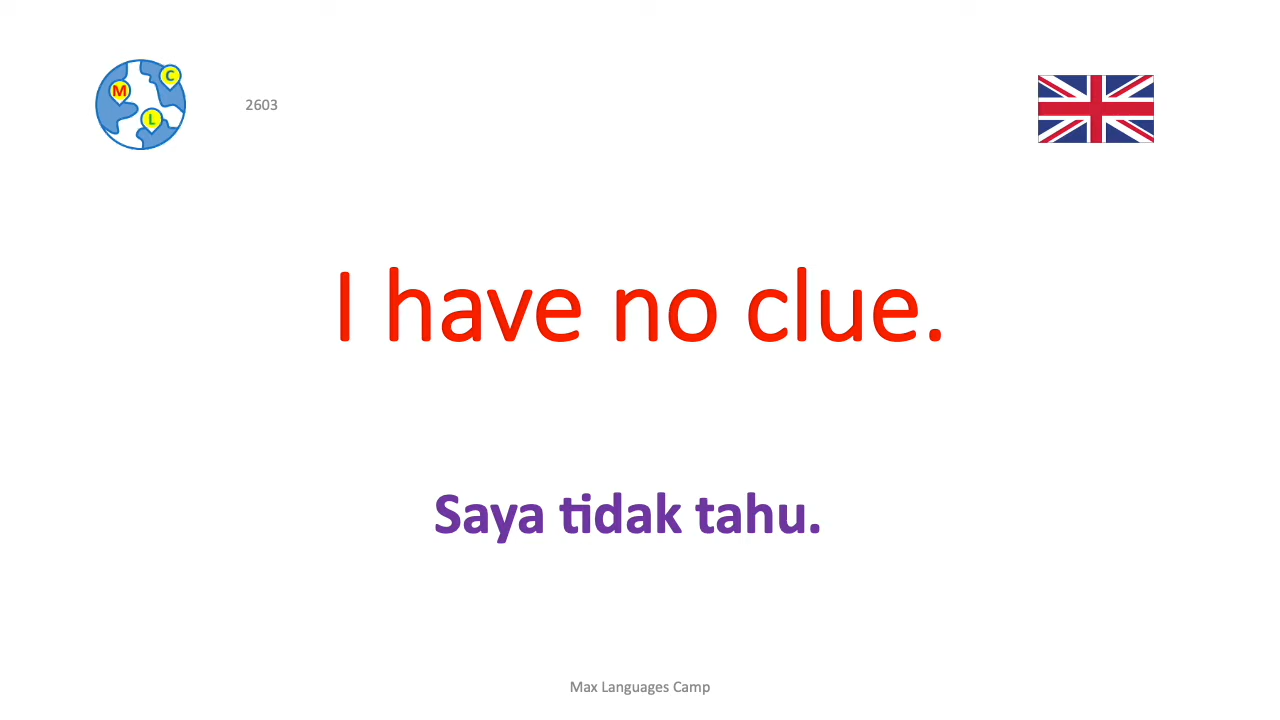 C
M
L
2603
I have no clue.
Saya tidak tahu.
Max Languages Camp